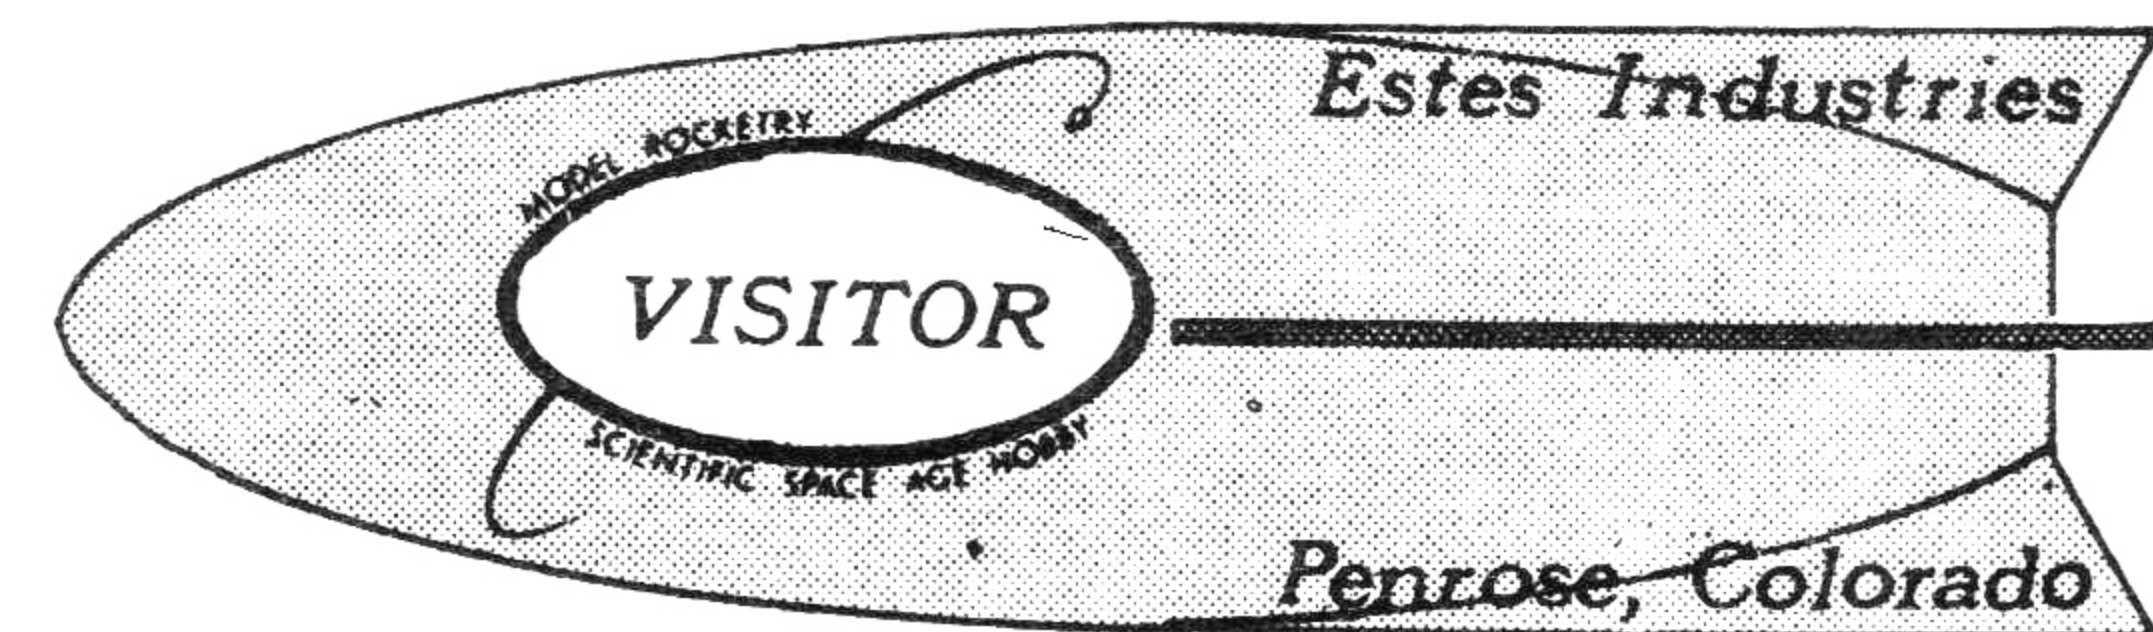 Estes Industries
MODEL ROCKETRY
VISITOR
SCIENTIFIC SPACE AGE HOBBY
Penrose, Colorado